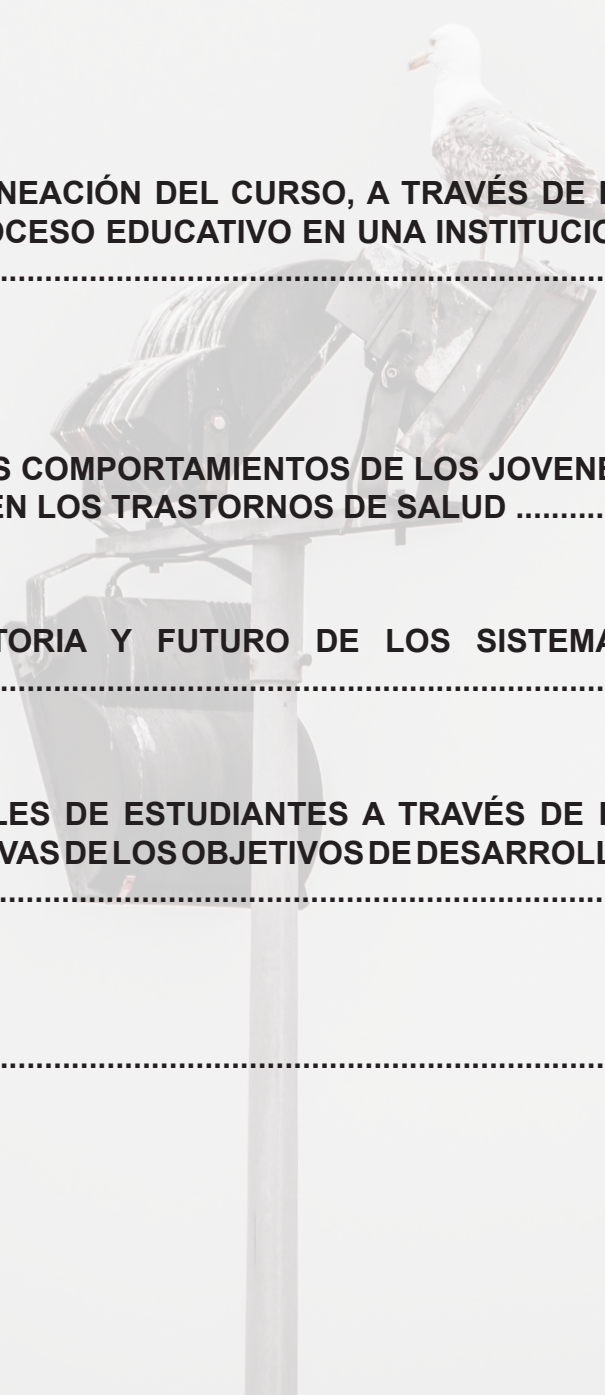 NEACIÓN DEL CURSO, A TRAVÉS DE
OCESO EDUCATIVO EN UNA INSTITUCIO
................................................................
S COMPORTAMIENTOS DE LOS JOVENE
EN LOS TRASTORNOS DE SALUD ..........
TORIA Y FUTURO DE LOS SISTEMA
................................................................
LES DE ESTUDIANTES A TRAVÉS DE
VAS DE LOS OBJETIVOS DE DESARROLL
................................................................
................................................................